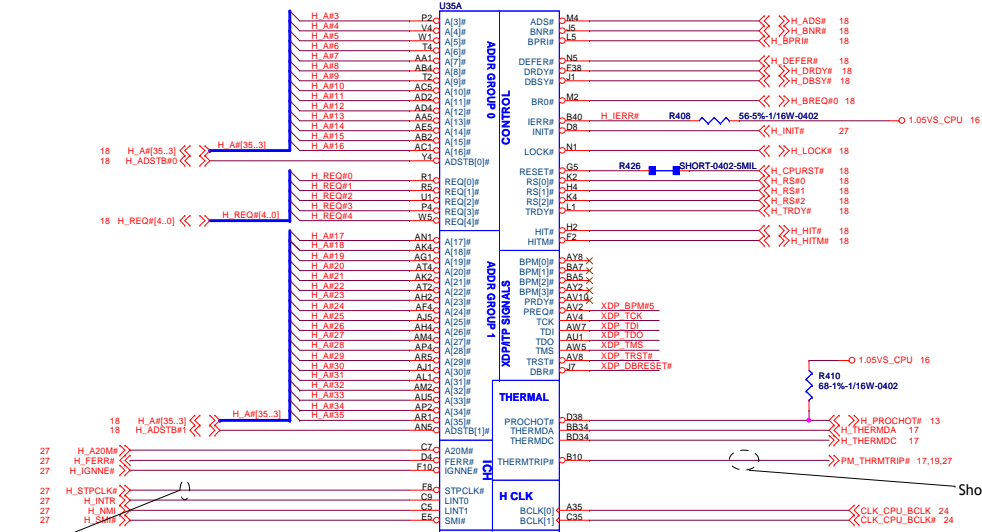 U35A
H_A#3 P2 A[3]# ADS# M4 H_ADS# 18
H_A#4 V4 A[4]# BNR# J5 H_BNR# 18
H_A#5 W1 A[5]# BPRI# L5 H_BPRI# 18
H_A#6 T4 A[6]#
H_A#7 AA1 A[7]# DEFER# N5 H_DEFER# 18
H_A#8 AB4 A[8]# DRDY# F38 H_DRDY# 18
H_A#9 T2 A[9]# DBSY# J1 H_DBSY# 18
H_A#10 AC5 A[10]#
H_A#11 AD2 A[11]# BR0# M2 H_BREQ#0 18
H_A#12 AD4 A[12]#
H_A#13 AA5 A[13]# IERR# B40 H_IERR# R408 56-5%-1/16W-0402 1.05VS_CPU 16
H_A#14 AE5 A[14]# INIT# D8 H_INIT# 27
H_A#15 AB2 A[15]#
18 H_A#[35..3] H_A#[35..3] H_A#16 AC1 A[16]# LOCK# N1 H_LOCK# 18
18 H_ADSTB#0 Y4 ADSTB[0]#
ADDR GROUP 0
CONTROL
RESET# G5 R426 SHORT-0402-5MIL H_CPURST# 18
H_REQ#0 R1 REQ[0]# RS[0]# K2 H_RS#0 18
H_REQ#1 R5 REQ[1]# RS[1]# H4 H_RS#1 18
H_REQ#2 U1 REQ[2]# RS[2]# K4 H_RS#2 18
H_REQ#3 P4 REQ[3]# TRDY# L1 H_TRDY# 18
18 H_REQ#[4..0] H_REQ#4 W5 REQ[4]#
HIT# H2 H_HIT# 18
H_A#17 AN1 A[17]# HITM# F2 H_HITM# 18
H_A#18 AK4 A[18]#
H_A#19 AG1 A[19]# BPM[0]# AY8
H_A#20 AT4 A[20]# BPM[1]# BA7
H_A#21 AK2 A[21]# BPM[2]# BA5
H_A#22 AT2 A[22]# BPM[3]# AY2
H_A#23 AH2 A[23]# PRDY# AV10
H_A#24 AF4 A[24]# PREQ# AV2 XDP_BPM#5
H_A#25 AJ5 A[25]# TCK AV4 XDP_TCK
H_A#26 AH4 A[26]# TDI AW7 XDP_TDI
H_A#27 AM4 A[27]# TDO AU1 XDP_TDO
H_A#28 AP4 A[28]# TMS AW5 XDP_TMS
H_A#29 AR5 A[29]# TRST# AV8 XDP_TRST#
H_A#30 AJ1 A[30]# DBR# J7 XDP_DBRESET#
ADDR GROUP 1
XDP/ITP SIGNALS
1.05VS_CPU 16
H_A#31 AL1 A[31]#
H_A#32 AM2 A[32]#
R410
68-1%-1/16W-0402
H_A#33 AU5 A[33]#
THERMAL
H_A#34 AP2 A[34]#
18 H_A#[35..3] H_A#[35..3] H_A#35 AR1 A[35]# PROCHOT# D38 H_PROCHOT# 13
18 H_ADSTB#1 AN5 ADSTB[1]# THERMDA BB34 H_THERMDA 17
THERMDC BD34 H_THERMDC 17
27 H_A20M# C7 A20M#
27 H_FERR# D4 FERR# THERMTRIP# B10 PM_THRMTRIP# 17,19,27
27 H_IGNNE# F10 IGNNE#
ICH
Sho
27 H_STPCLK# F8 STPCLK#
H CLK
27 H_INTR C9 LINT0
27 H_NMI C5 LINT1 BCLK[0] A35 CLK_CPU_BCLK 24
27 H_SMI# E5 SMI# BCLK[1] C35 CLK_CPU_BCLK# 24